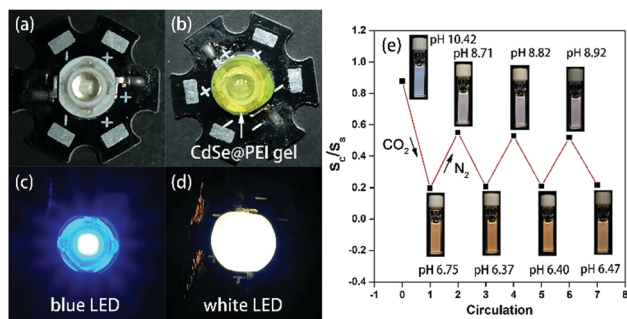 (a)
(b)
CdSe@PEI gel
(c)
blue LED
(d)
white LED
(e)
pH 10.42
pH 8.71
pH 8.82
pH 8.92
CO2
N2
pH 6.75
pH 6.37
pH 6.40
pH 6.47
Sc/Ss
1.2
1.0
0.8
0.6
0.4
0.2
0.0
-0.2
-0.4
-1
0
1
2
3
4
5
6
7
8
Circulation